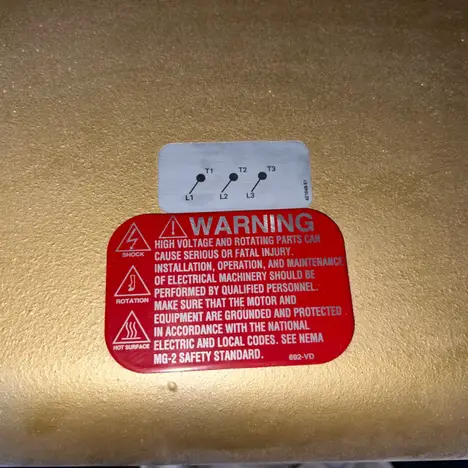 T1 T2 T3
L1 L2 L3
WARNING
HIGH VOLTAGE AND ROTATING PARTS CAN
CAUSE SERIOUS OR FATAL INJURY.
INSTALLATION, OPERATION, AND MAINTENANCE
OF ELECTRICAL MACHINERY SHOULD BE
PERFORMED BY QUALIFIED PERSONNEL.
MAKE SURE THAT THE MOTOR AND
EQUIPMENT ARE GROUNDED AND PROTECTED
IN ACCORDANCE WITH THE NATIONAL
ELECTRIC AND LOCAL CODES. SEE NEMA
MG-2 SAFETY STANDARD.
692-VD
SHOCK
ROTATION
HOT SURFACE